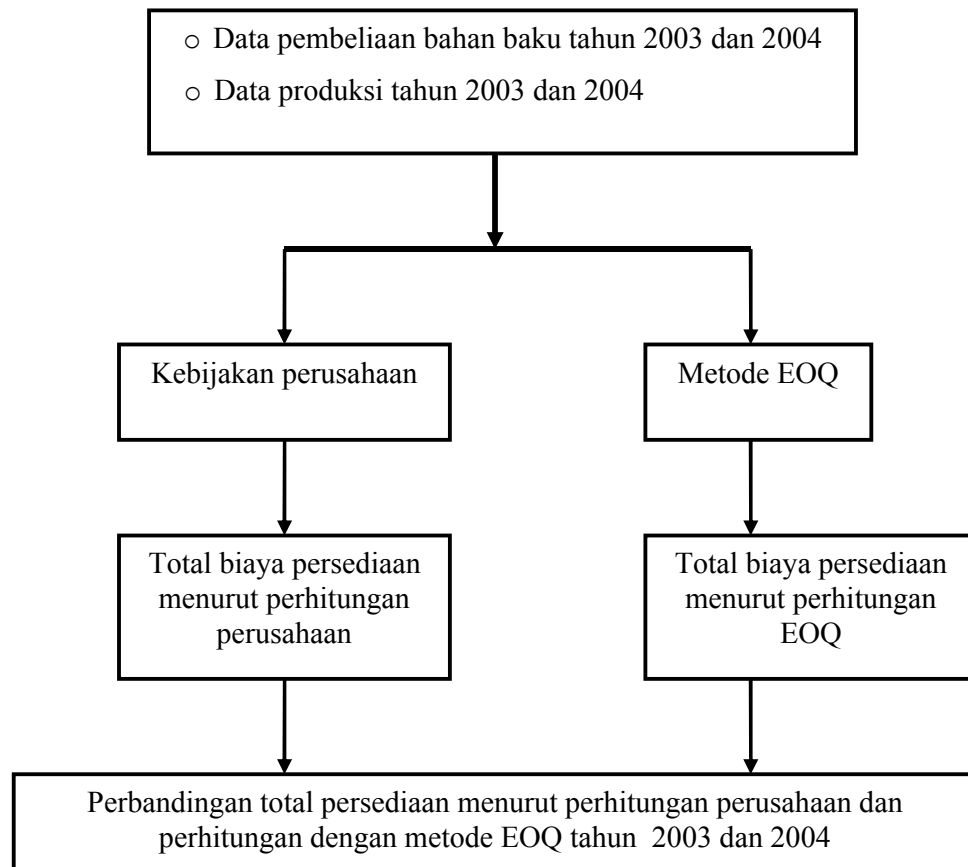 o Data pembeliaan bahan baku tahun 2003 dan 2004
o Data produksi tahun 2003 dan 2004
Kebijakan perusahaan
Metode EOQ
Total biaya persediaan
menurut perhitungan
perusahaan
Total biaya persediaan
menurut perhitungan
EOQ
Perbandingan total persediaan menurut perhitungan perusahaan dan
perhitungan dengan metode EOQ tahun 2003 dan 2004